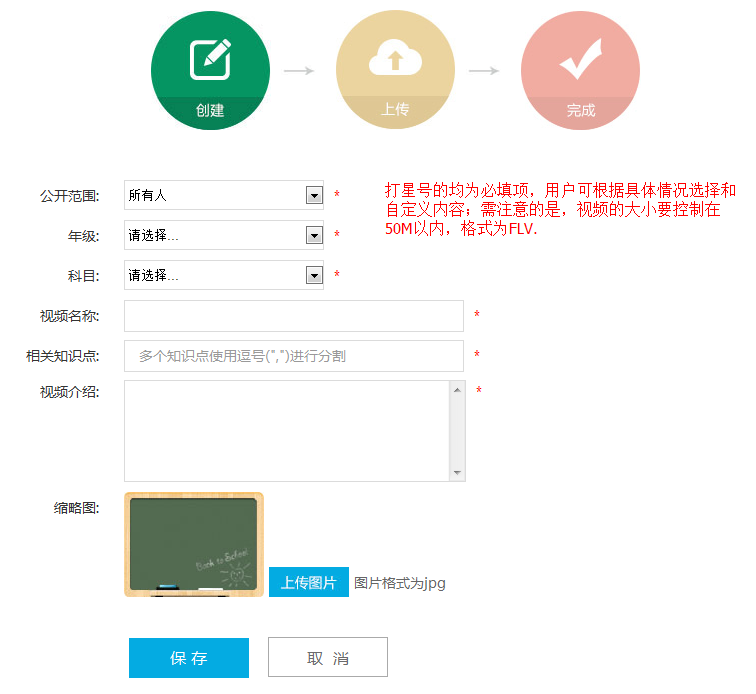 创建
上传
完成
公开范围: 所有人 *
打星号的均为必填项，用户可根据具体情况选择和
自定义内容；需注意的是，视频的大小要控制在
50M以内，格式为FLV.
年级: 请选择... *
科目: 请选择... *
视频名称: *
相关知识点: 多个知识点使用逗号(",")进行分割 *
视频介绍: *
缩略图:
Back to School
上传图片 图片格式为jpg
保 存
取 消